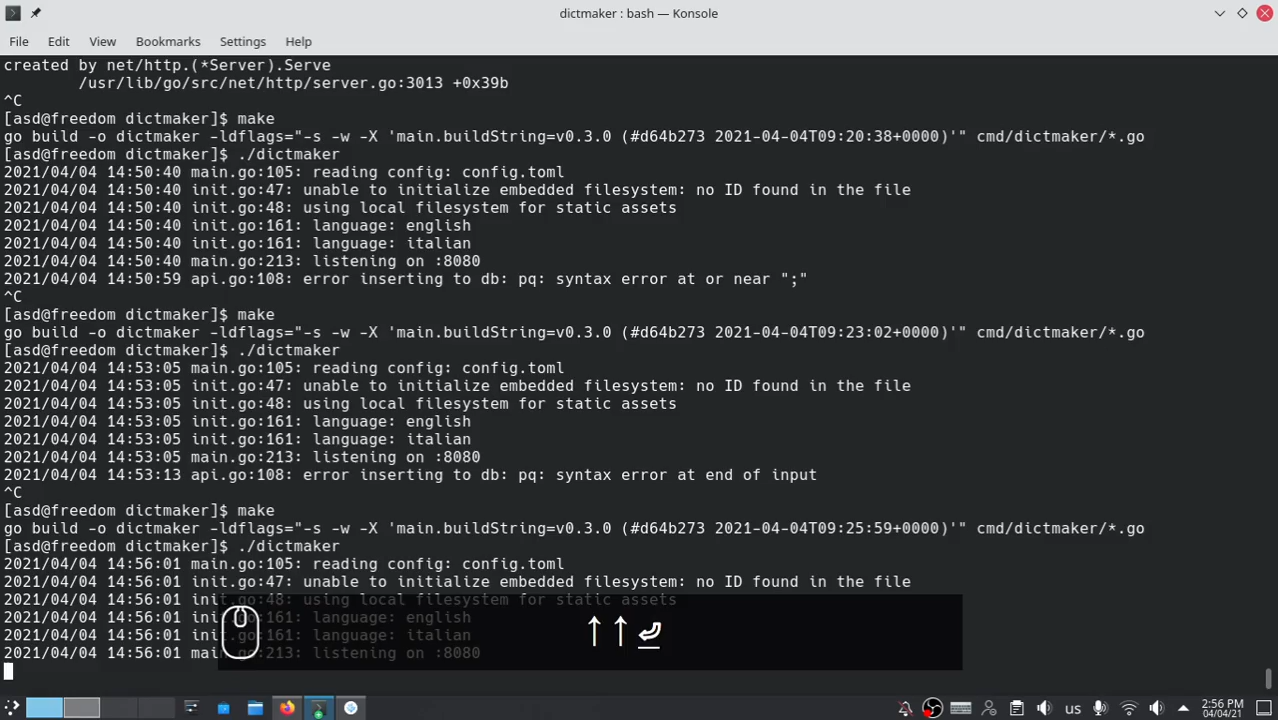 dictmaker : bash — Konsole
File Edit View Bookmarks Settings Help
created by net/http.(*Server).Serve
/usr/lib/go/src/net/http/server.go:3013 +0x39b
^C
[asd@freedom dictmaker]$ make
go build -o dictmaker -ldflags="-s -w -X 'main.buildString=v0.3.0 (#d64b273 2021-04-04T09:20:38+0000)'" cmd/dictmaker/*.go
[asd@freedom dictmaker]$ ./dictmaker
2021/04/04 14:50:40 main.go:105: reading config: config.toml
2021/04/04 14:50:40 init.go:47: unable to initialize embedded filesystem: no ID found in the file
2021/04/04 14:50:40 init.go:48: using local filesystem for static assets
2021/04/04 14:50:40 init.go:161: language: english
2021/04/04 14:50:40 init.go:161: language: italian
2021/04/04 14:50:40 main.go:213: listening on :8080
2021/04/04 14:50:59 api.go:108: error inserting to db: pq: syntax error at or near ";"
^C
[asd@freedom dictmaker]$ make
go build -o dictmaker -ldflags="-s -w -X 'main.buildString=v0.3.0 (#d64b273 2021-04-04T09:23:02+0000)'" cmd/dictmaker/*.go
[asd@freedom dictmaker]$ ./dictmaker
2021/04/04 14:53:05 main.go:105: reading config: config.toml
2021/04/04 14:53:05 init.go:47: unable to initialize embedded filesystem: no ID found in the file
2021/04/04 14:53:05 init.go:48: using local filesystem for static assets
2021/04/04 14:53:05 init.go:161: language: english
2021/04/04 14:53:05 init.go:161: language: italian
2021/04/04 14:53:05 main.go:213: listening on :8080
2021/04/04 14:53:13 api.go:108: error inserting to db: pq: syntax error at end of input
^C
[asd@freedom dictmaker]$ make
go build -o dictmaker -ldflags="-s -w -X 'main.buildString=v0.3.0 (#d64b273 2021-04-04T09:25:59+0000)'" cmd/dictmaker/*.go
[asd@freedom dictmaker]$ ./dictmaker
2021/04/04 14:56:01 main.go:105: reading config: config.toml
2021/04/04 14:56:01 init.go:47: unable to initialize embedded filesystem: no ID found in the file
2021/04/04 14:56:01 init.go:48: using local filesystem for static assets
2021/04/04 14:56:01 init.go:161: language: english
2021/04/04 14:56:01 init.go:161: language: italian
2021/04/04 14:56:01 main.go:213: listening on :8080
↑↑⏎
us
2:56 PM
04/04/21